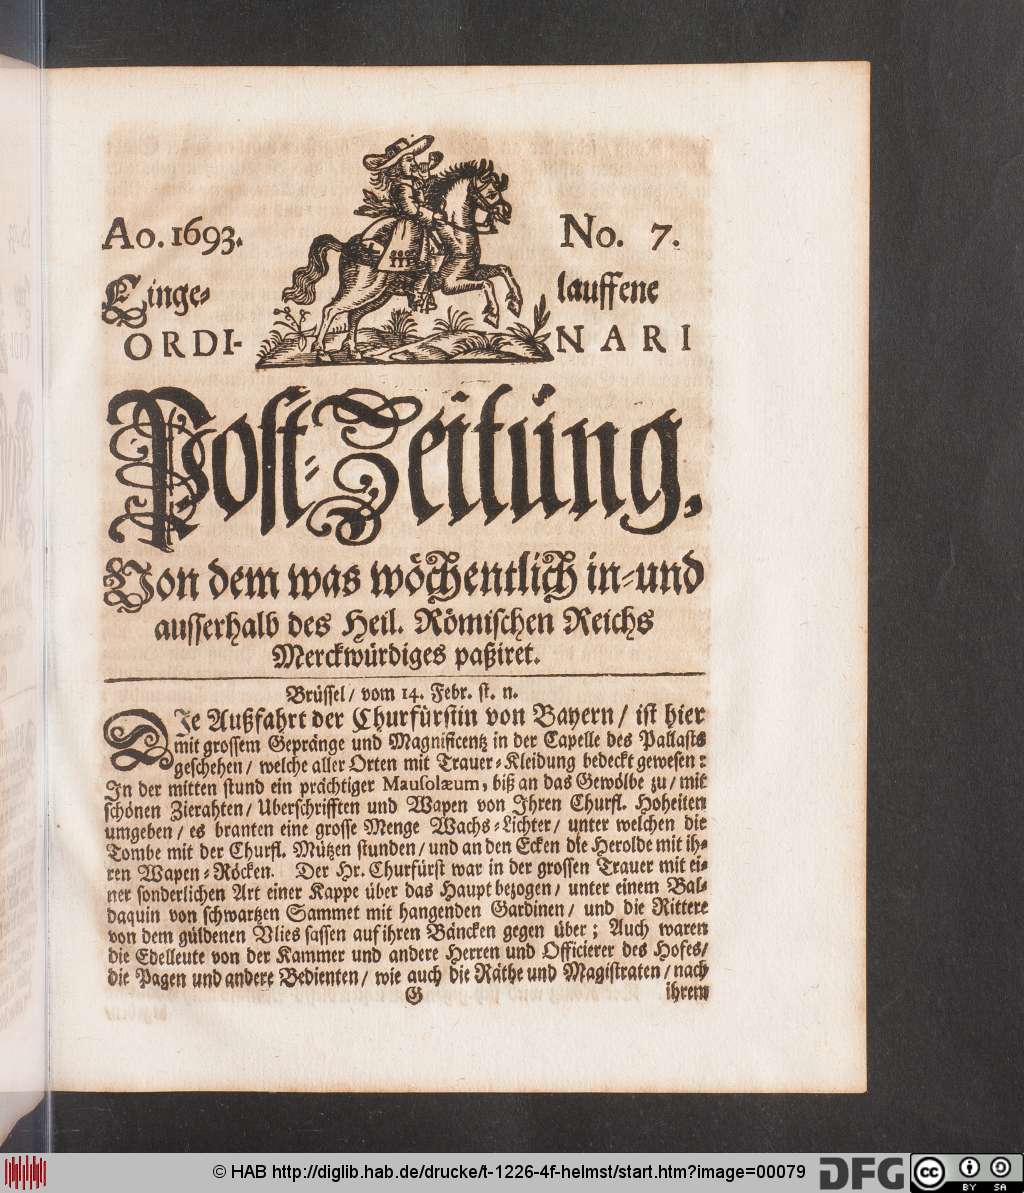 Ao. 1693.
No. 7.
Einge-
lauffene
ORDI-
NARI
Post-Zeitung.
Von dem was wöchentlich in-und
ausserhalb des Heil. Römischen Reichs
Merckwürdiges paßiret.
Brüssel / vom 14. Febr. st. n.
DIe Außfahrt der Churfürstin von Bayern / ist hier
mit grossem Gepränge und Magnificentz in der Capelle des Pallasts
geschehen / welche aller Orten mit Trauer-Kleidung bedeckt gewesen:
In der mitten stund ein prächtiger Mausolæum, biß an das Gewölbe zu / mit
schönen Zierahten / Uberschrifften und Wapen von Ihren Churfl. Hoheiten
umgeben / es branten eine grosse Menge Wachs-Lichter / unter welchen die
Tombe mit der Churfl. Mützen stunden / und an den Ecken die Herolde mit ih-
ren Wapen-Röcken. Der Hr. Churfürst war in der grossen Trauer mit ei-
ner sonderlichen Art einer Kappe über das Haupt bezogen / unter einem Bal-
daquin von schwartzen Sammet mit hangenden Gardinen / und die Rittere
von dem güldenen Vlies sassen auf ihren Bäncken gegen über; Auch waren
die Edelleute von der Kammer und andere Herren und Officierer des Hofes /
die Pagen und andere Bedienten / wie auch die Räthe und Magistraten / nach
G
ihrem
© HAB http://diglib.hab.de/drucke/t-1226-4f-helmst/start.htm?image=00079
DFG
cc BY SA